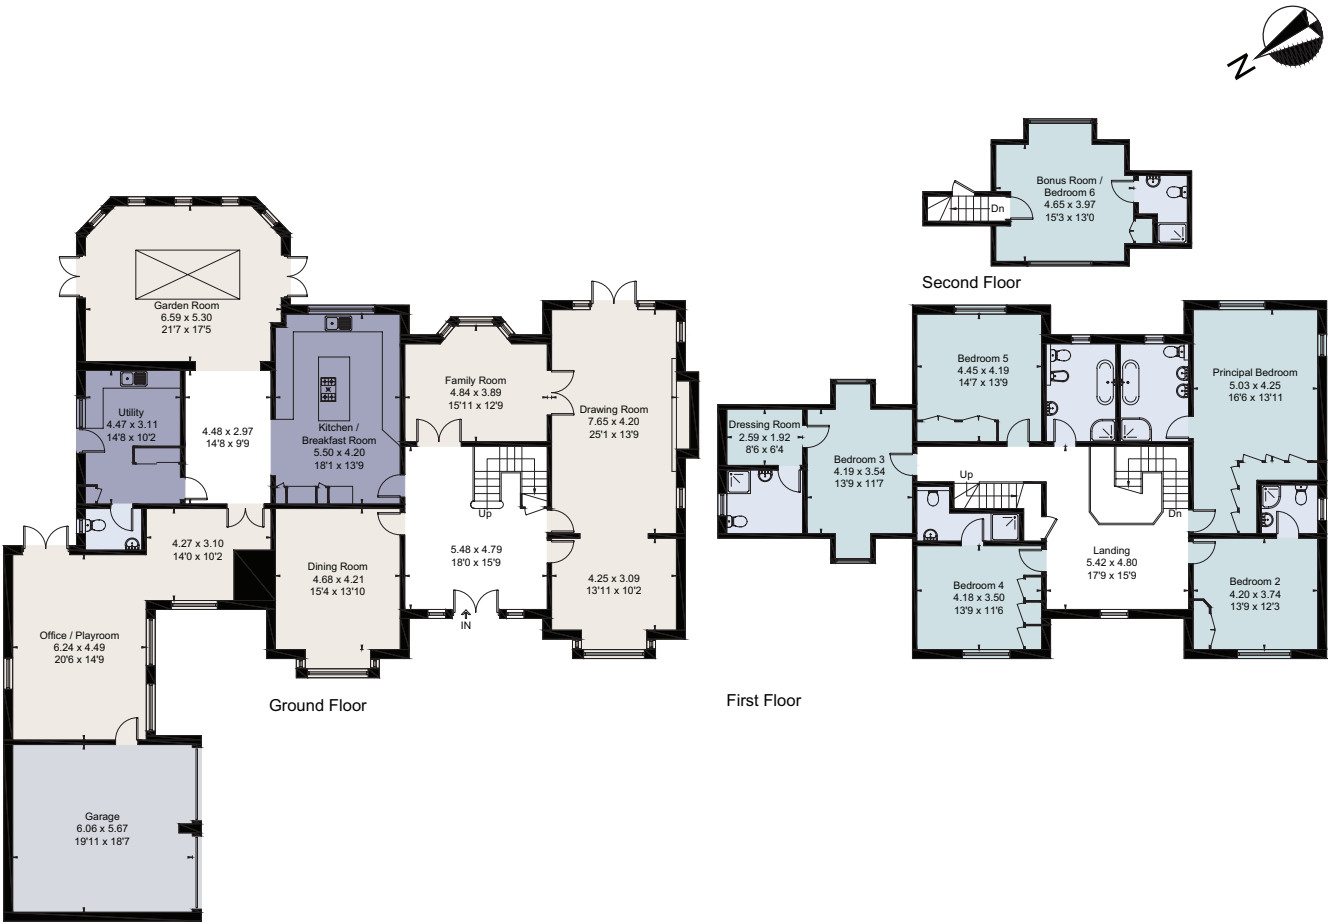 N
Bonus Room /
Bedroom 6
4.65 x 3.97
15'3 x 13'0
Dn
Second Floor
Garden Room
6.59 x 5.30
21'7 x 17'5
Utility
4.47 x 3.11
14'8 x 10'2
4.48 x 2.97
14'8 x 9'9
Kitchen /
Breakfast Room
5.50 x 4.20
18'1 x 13'9
Family Room
4.84 x 3.89
15'11 x 12'9
Drawing Room
7.65 x 4.20
25'1 x 13'9
Up
4.27 x 3.10
14'0 x 10'2
Dining Room
4.68 x 4.21
15'4 x 13'10
5.48 x 4.79
18'0 x 15'9
4.25 x 3.09
13'11 x 10'2
IN
Office / Playroom
6.24 x 4.49
20'6 x 14'9
Ground Floor
Garage
6.06 x 5.67
19'11 x 18'7
Bedroom 5
4.45 x 4.19
14'7 x 13'9
Principal Bedroom
5.03 x 4.25
16'6 x 13'11
Dressing Room
2.59 x 1.92
8'6 x 6'4
Bedroom 3
4.19 x 3.54
13'9 x 11'7
Up
Dn
Landing
5.42 x 4.80
17'9 x 15'9
Bedroom 4
4.18 x 3.50
13'9 x 11'6
Bedroom 2
4.20 x 3.74
13'9 x 12'3
First Floor